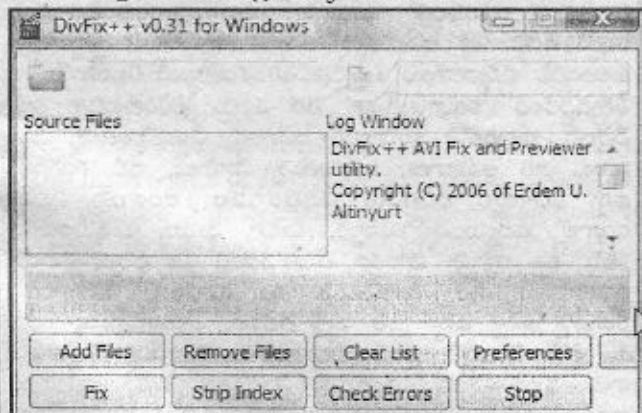 DivFix++ v0.31 for Windows
Source Files
Log Window
DivFix++ AVI Fix and Previewer
utility.
Copyright (C) 2006 of Erdem U.
Altinyurt
Add Files
Remove Files
Clear List
Preferences
Fix
Strip Index
Check Errors
Stop